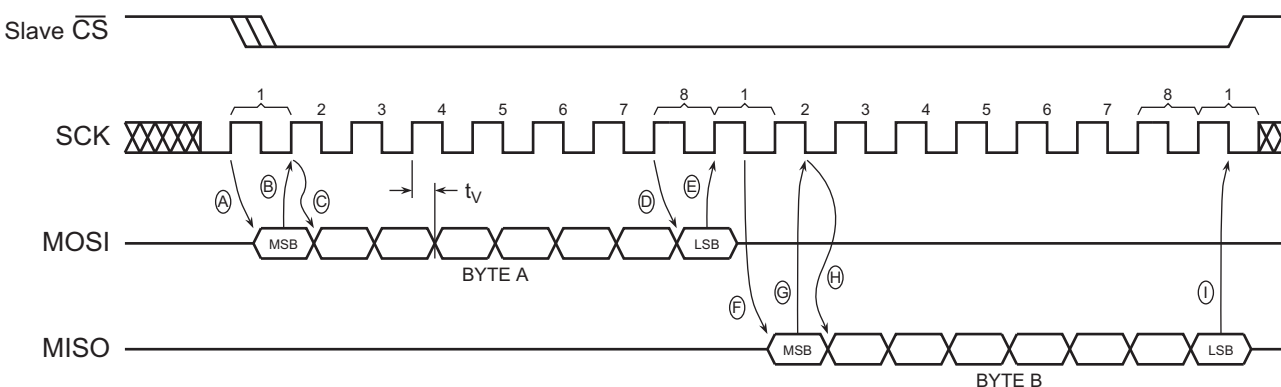 Slave C̅S̅
1 2 3 4 5 6 7 8 1 2 3 4 5 6 7 8 1
SCK
A B C tV D E
MOSI MSB LSB
BYTE A
F G H I
MISO MSB LSB
BYTE B